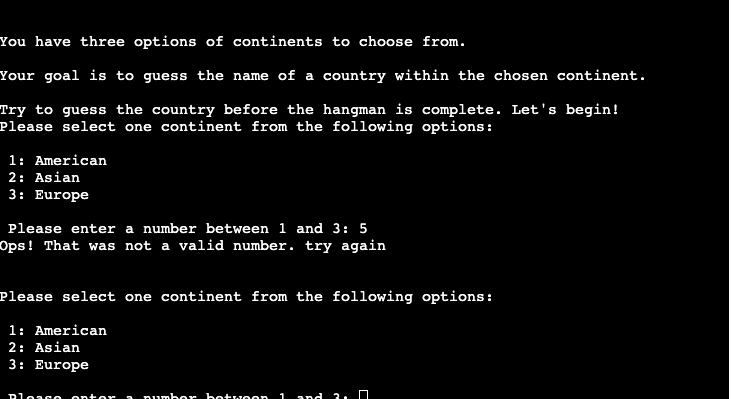 You have three options of continents to choose from.
Your goal is to guess the name of a country within the chosen continent.
Try to guess the country before the hangman is complete. Let's begin!
Please select one continent from the following options:
1: American
2: Asian
3: Europe
Please enter a number between 1 and 3: 5
Ops! That was not a valid number. try again
Please select one continent from the following options:
1: American
2: Asian
3: Europe
Please enter a number between 1 and 3: